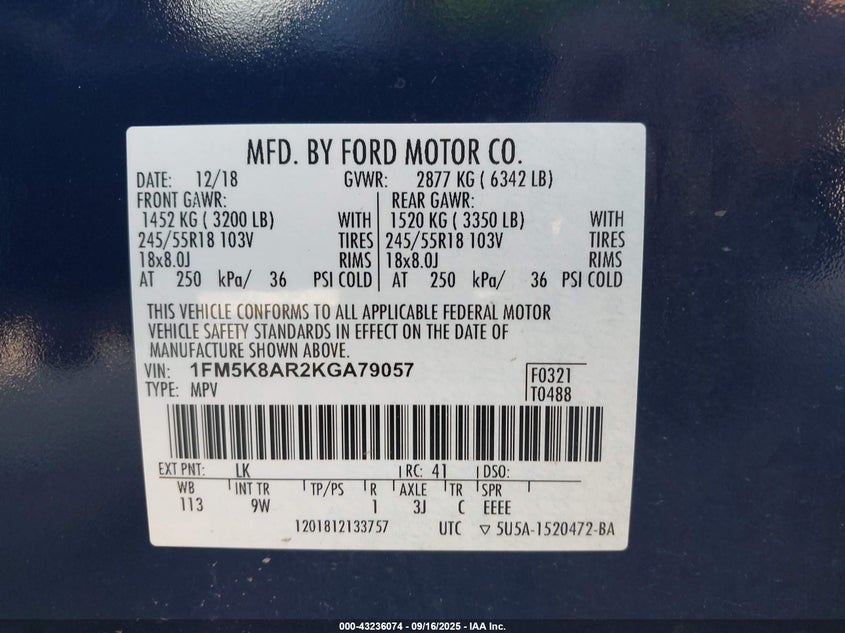 MFD. BY FORD MOTOR CO.
DATE: 12/18 GVWR: 2877 KG ( 6342 LB)
FRONT GAWR: REAR GAWR:
1452 KG ( 3200 LB) WITH 1520 KG ( 3350 LB) WITH
245/55R18 103V TIRES 245/55R18 103V TIRES
18x8.0J RIMS 18x8.0J RIMS
AT 250 kPa/ 36 PSI COLD AT 250 kPa/ 36 PSI COLD
THIS VEHICLE CONFORMS TO ALL APPLICABLE FEDERAL MOTOR
VEHICLE SAFETY STANDARDS IN EFFECT ON THE DATE OF
MANUFACTURE SHOWN ABOVE.
VIN: 1FM5K8AR2KGA79057 F0321
TYPE: MPV T0488
EXT PNT: LK RC: 41 DSO:
WB INT TR TP/PS R AXLE TR SPR
113 9W 1 3J C EEEE
1201812133757 UTC ▽ 5U5A-1520472-BA
000-43236074 - 09/16/2025 - IAA Inc.